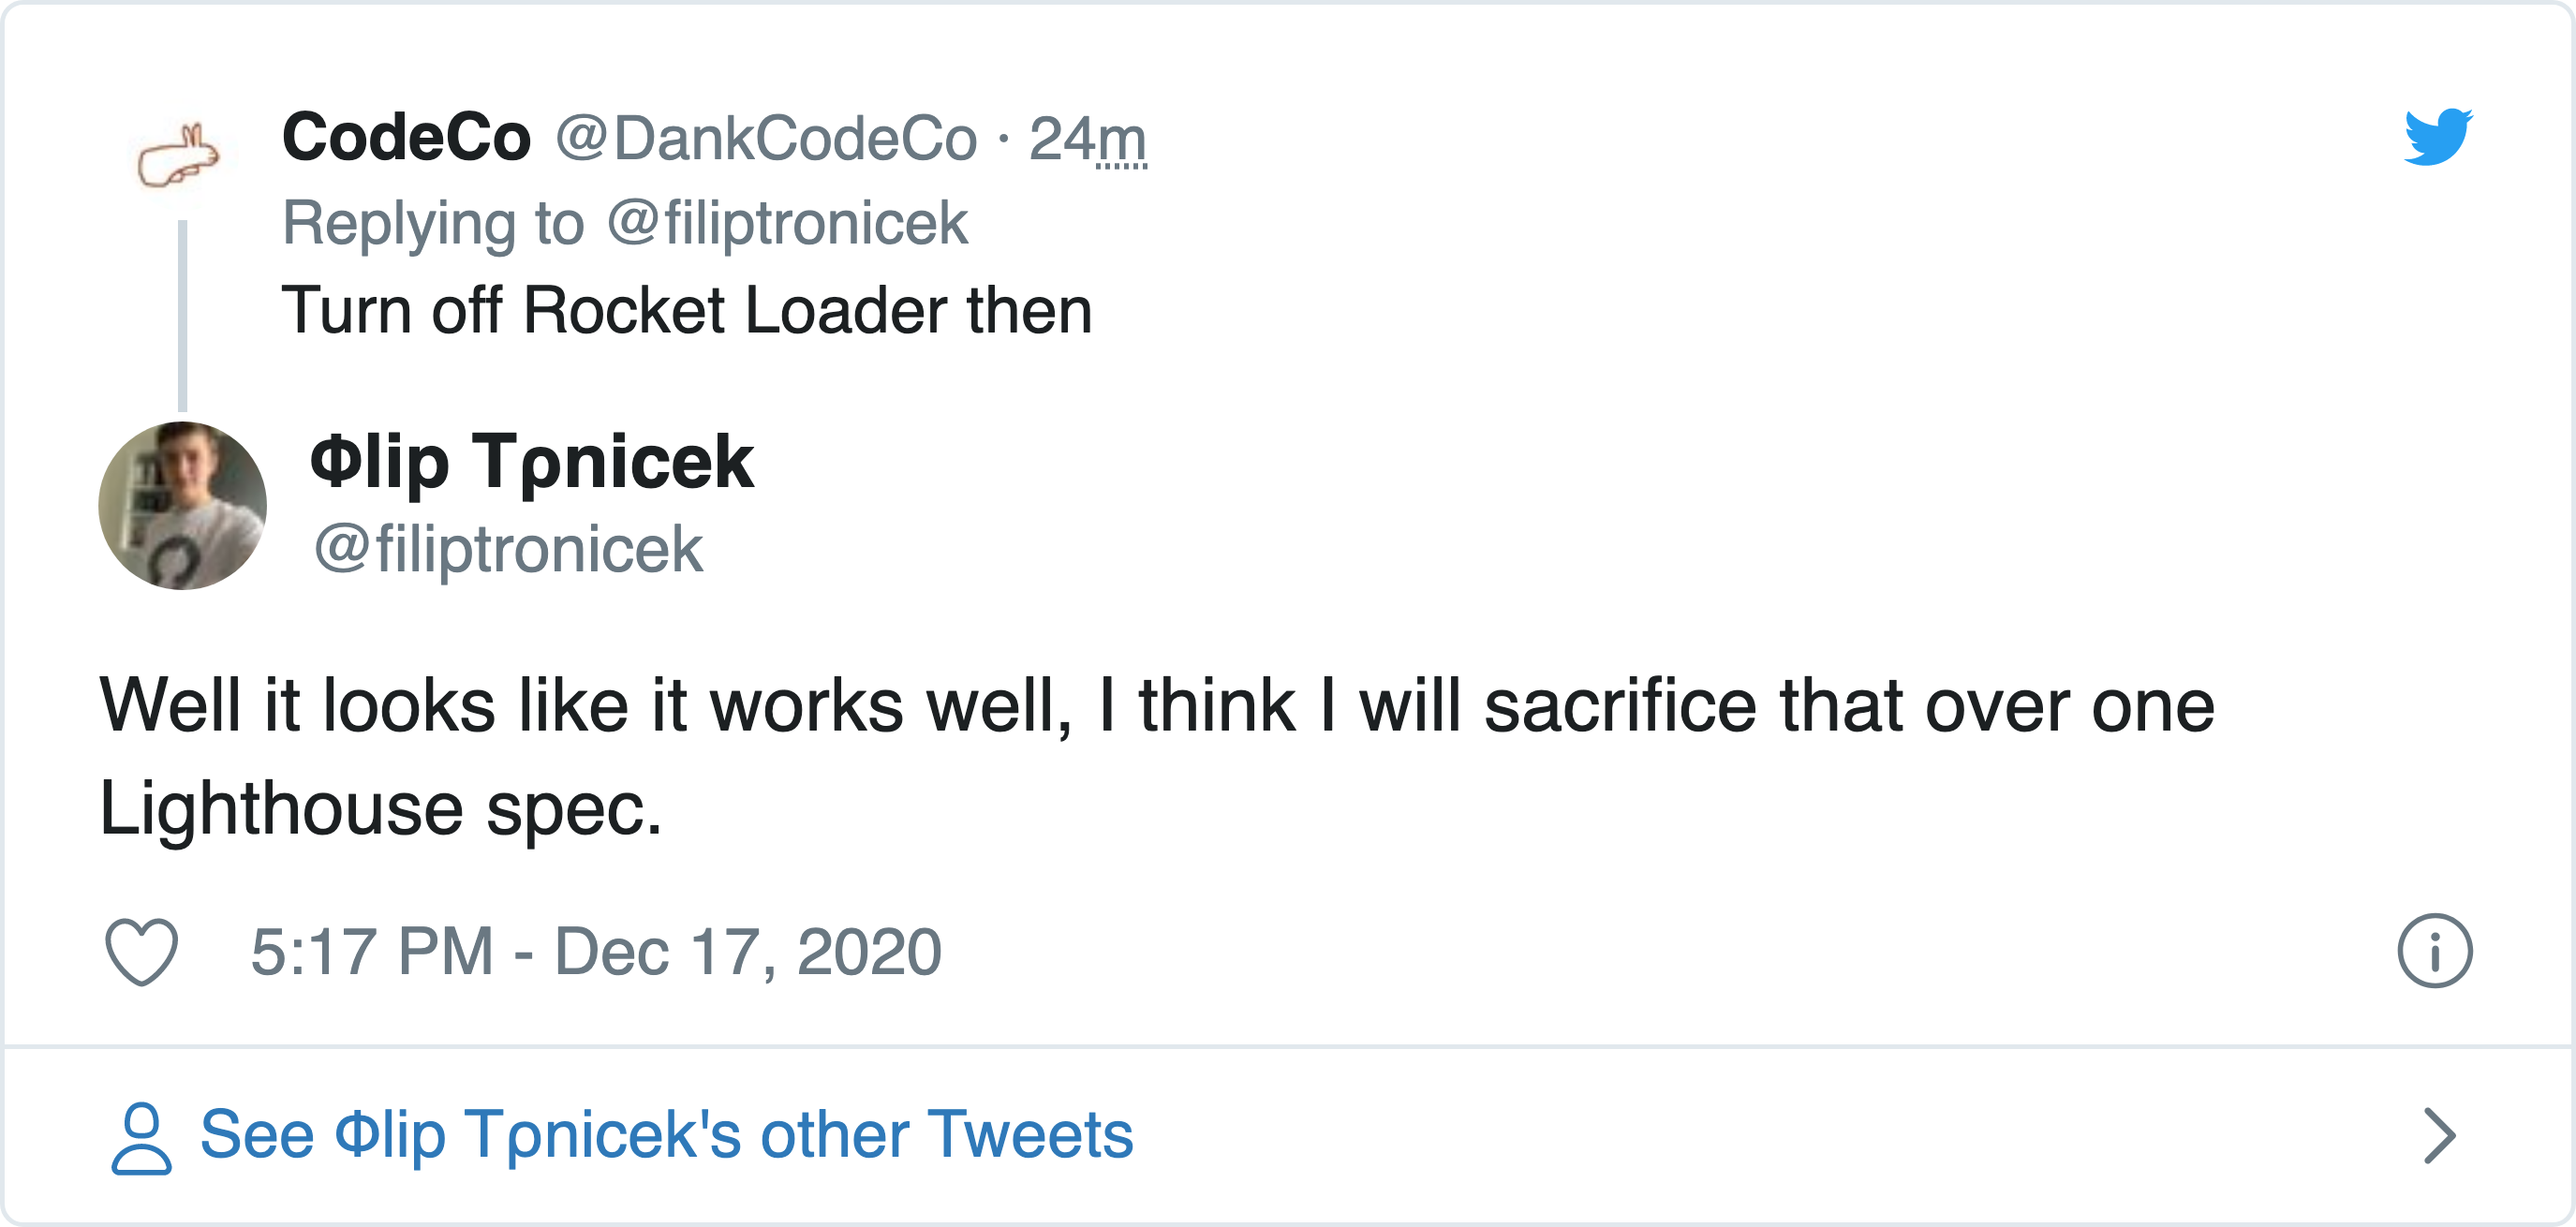 CodeCo @DankCodeCo · 24m
Replying to @filiptronicek
Turn off Rocket Loader then
Φlip Tρnicek
@filiptronicek
Well it looks like it works well, I think I will sacrifice that over one
Lighthouse spec.
5:17 PM - Dec 17, 2020
See Φlip Tρnicek's other Tweets